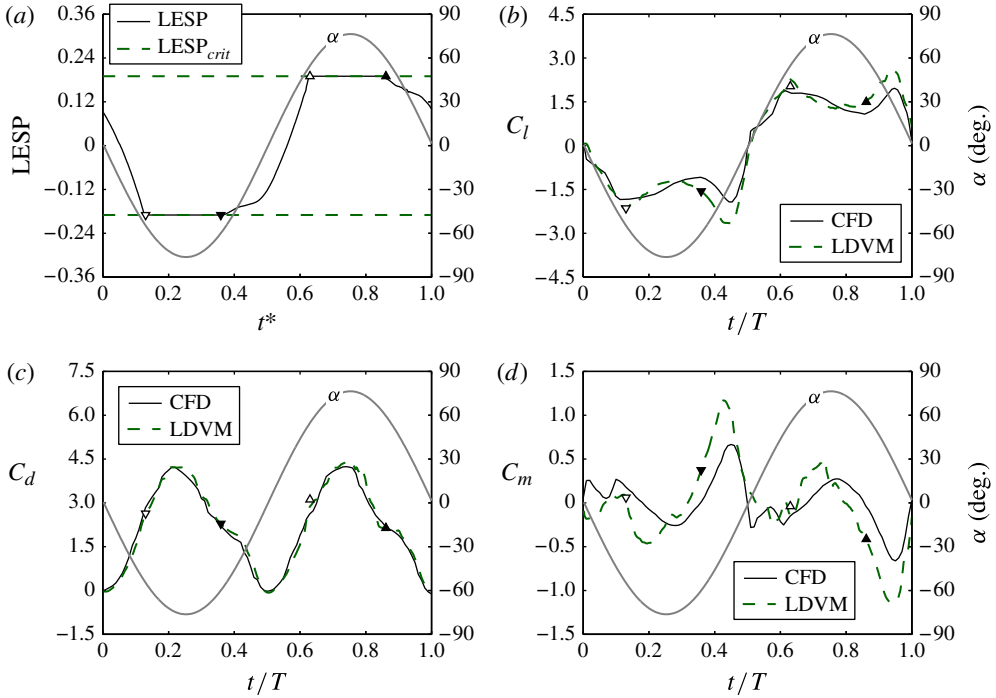 (a)
0.36
0.24
0.12
0
−0.12
−0.24
−0.36
LESP
LESP
LESPcrit
α
90
60
30
0
−30
−60
−90
0 0.2 0.4 0.6 0.8 1.0
t*
(b)
4.5
3.0
1.5
0
−1.5
−3.0
−4.5
Cl
α
CFD
LDVM
90
60
30
0
−30
−60
−90
α (deg.)
0 0.2 0.4 0.6 0.8 1.0
t/T
(c)
7.5
6.0
4.5
3.0
1.5
0
−1.5
Cd
CFD
LDVM
α
90
60
30
0
−30
−60
−90
0 0.2 0.4 0.6 0.8 1.0
t/T
(d)
1.5
1.0
0.5
0
−0.5
−1.0
−1.5
Cm
α
CFD
LDVM
90
60
30
0
−30
−60
−90
α (deg.)
0 0.2 0.4 0.6 0.8 1.0
t/T